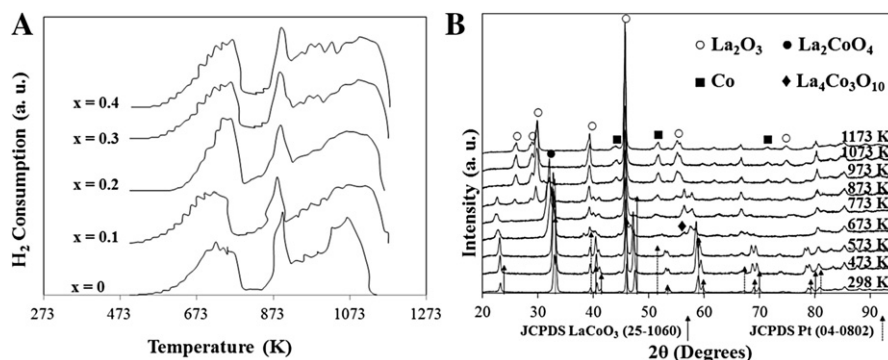 A
H₂ Consumption (a. u.)
x = 0.4
x = 0.3
x = 0.2
x = 0.1
x = 0
273 473 673 873 1073 1273
Temperature (K)
B
Intensity (a. u.)
○ La₂O₃ ● La₂CoO₄
■ Co ♦ La₄Co₃O₁₀
1173 K
1073 K
973 K
873 K
773 K
673 K
573 K
473 K
298 K
20 30 40 50 60 70 80 90
JCPDS LaCoO₃ (25-1060) JCPDS Pt (04-0802)
2θ (Degrees)